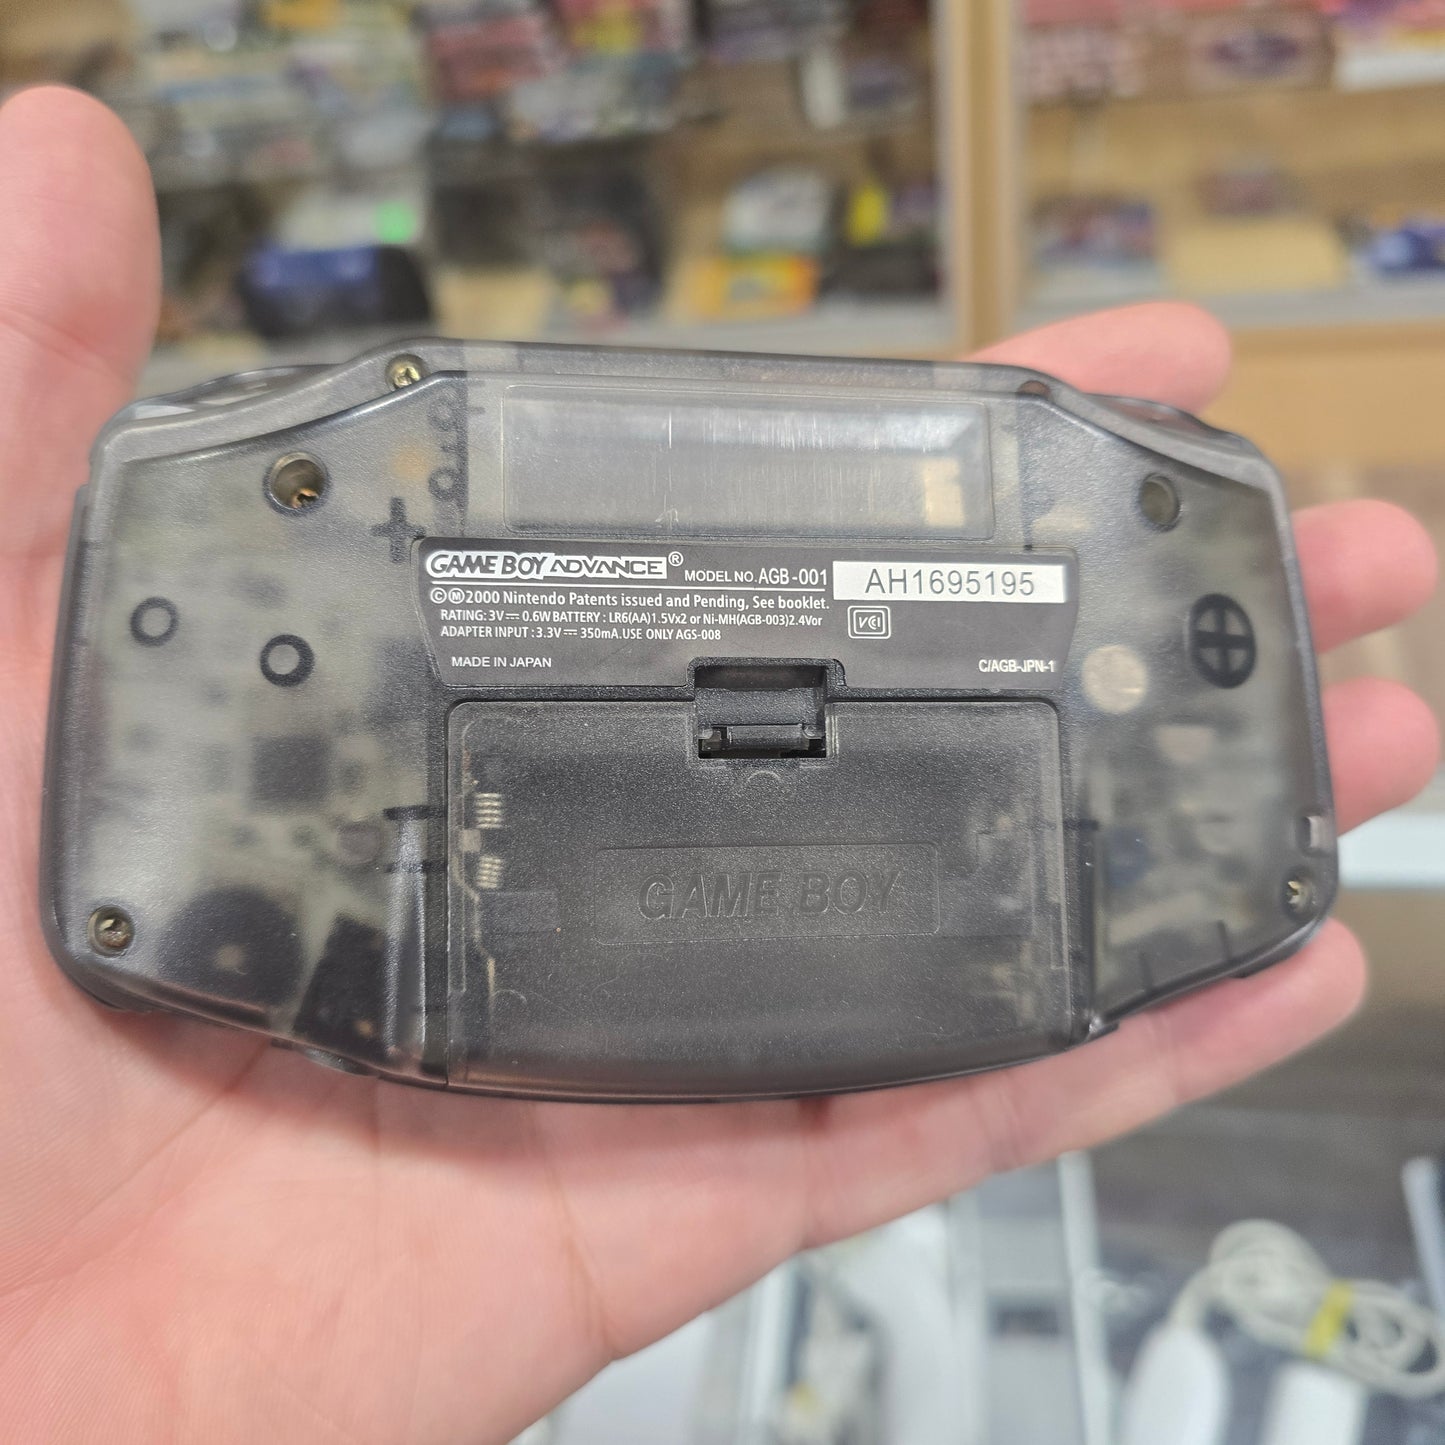 GAME BOY ADVANCE® MODEL NO. AGB-001 AH1695195
©Ⓜ2000 Nintendo Patents issued and Pending, See booklet.
RATING: 3V⎓ 0.6W BATTERY : LR6(AA)1.5Vx2 or Ni-MH(AGB-003)2.4Vor
ADAPTER INPUT : 3.3V⎓ 350mA.USE ONLY AGS-008
VCI
MADE IN JAPAN C/AGB-JPN-1
GAME BOY